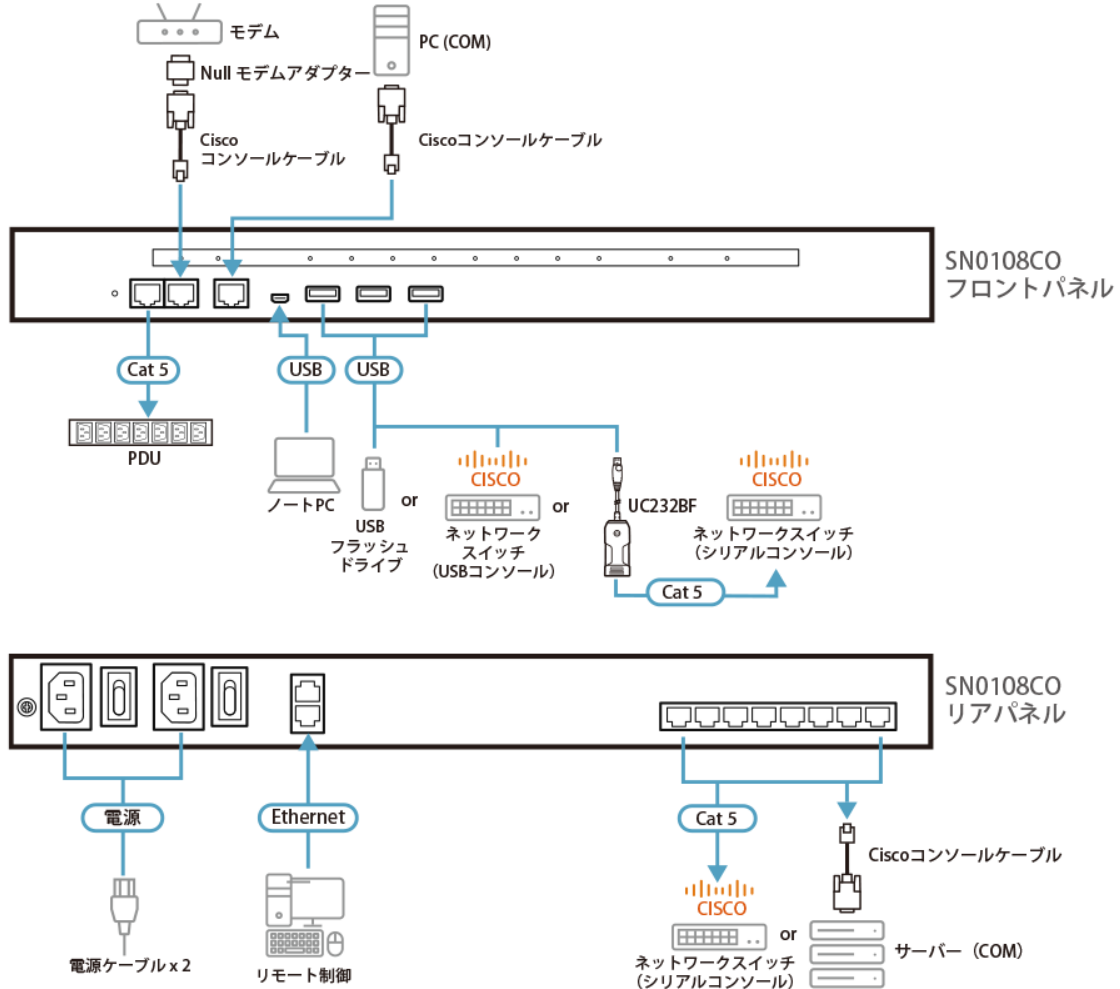 モデム
PC (COM)
Null モデムアダプター
Cisco
コンソールケーブル
Ciscoコンソールケーブル
SN0108CO
フロントパネル
Cat 5
USB
USB
PDU
ノートPC
USB
フラッシュ
ドライブ
or
CISCO
ネットワーク
スイッチ
(USBコンソール)
or
UC232BF
CISCO
ネットワークスイッチ
(シリアルコンソール)
Cat 5
SN0108CO
リアパネル
電源
Ethernet
Cat 5
Ciscoコンソールケーブル
電源ケーブル x 2
リモート制御
CISCO
ネットワークスイッチ
(シリアルコンソール)
or
サーバー (COM)